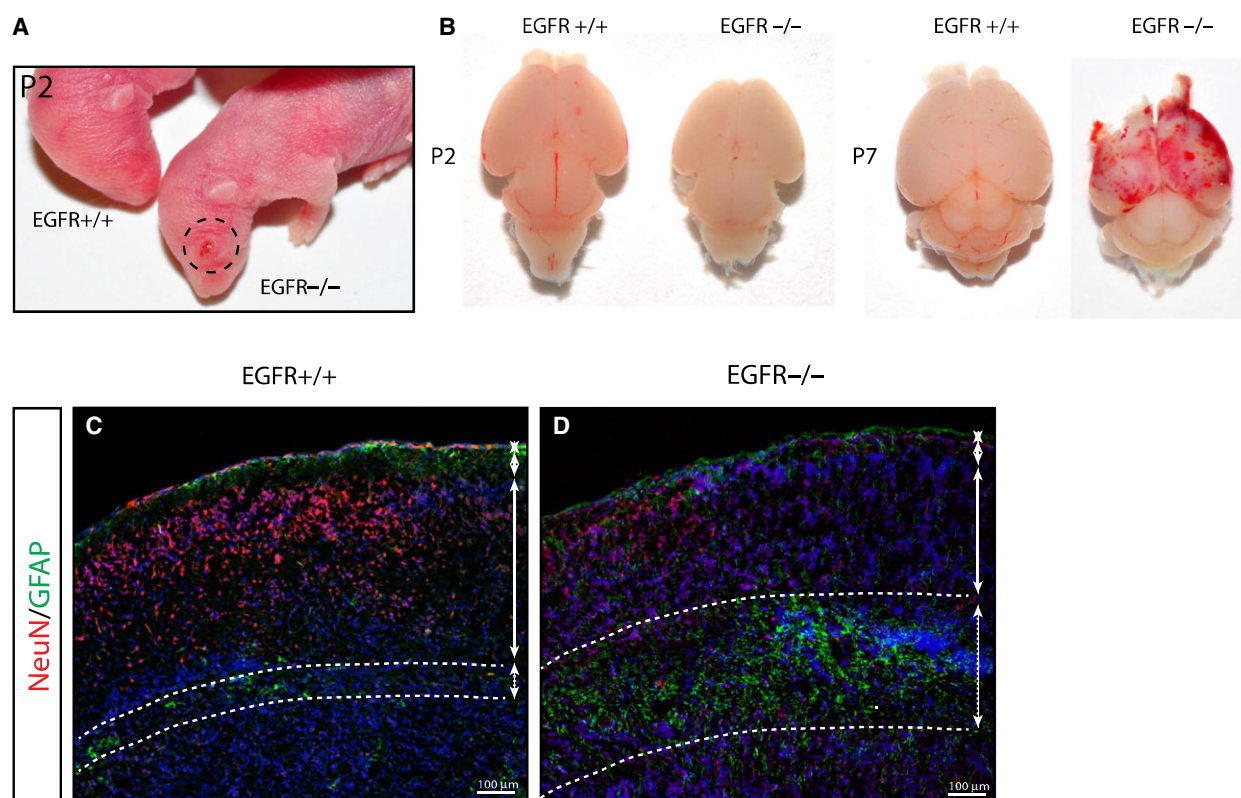 A
P2
EGFR+/+
EGFR−/−
B
EGFR +/+
EGFR −/−
EGFR +/+
EGFR −/−
P2
P7
EGFR+/+
EGFR−/−
NeuN/GFAP
C
100 µm
D
100 µm